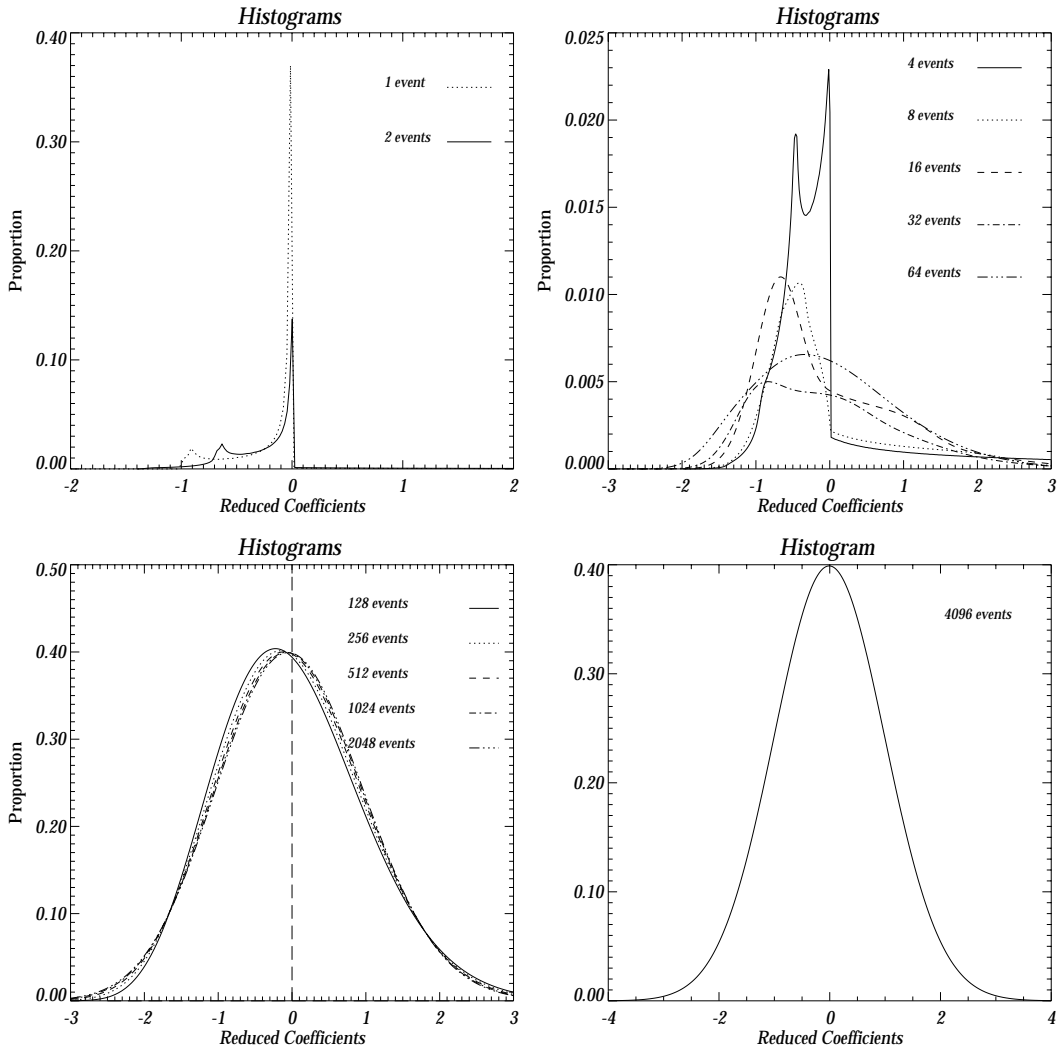 Histograms
0.40
0.30
0.20
0.10
0.00
Proportion
1 event
2 events
-2
-1
0
1
2
Reduced Coefficients
Histograms
0.025
0.020
0.015
0.010
0.005
0.000
Proportion
4 events
8 events
16 events
32 events
64 events
-3
-2
-1
0
1
2
3
Reduced Coefficients
Histograms
0.50
0.40
0.30
0.20
0.10
0.00
Proportion
128 events
256 events
512 events
1024 events
2048 events
-3
-2
-1
0
1
2
3
Reduced Coefficients
Histogram
0.40
0.30
0.20
0.10
0.00
4096 events
-4
-2
0
2
4
Reduced Coefficients